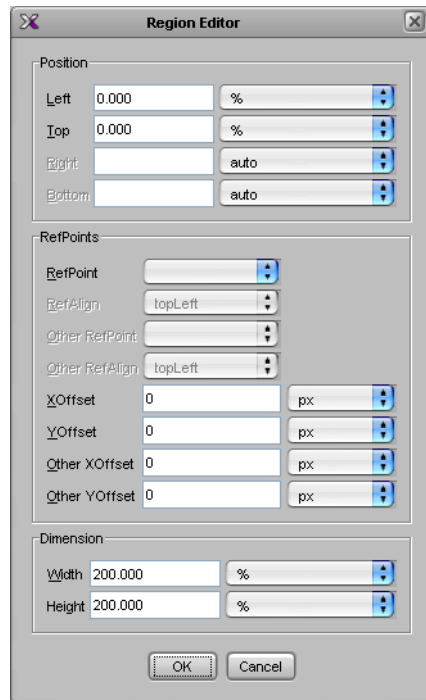 Region Editor
Position
Left 0.000 %
Top 0.000 %
Right auto
Bottom auto
RefPoints
RefPoint
RefAlign topLeft
Other RefPoint
Other RefAlign topLeft
XOffset 0 px
YOffset 0 px
Other XOffset 0 px
Other YOffset 0 px
Dimension
Width 200.000 %
Height 200.000 %
OK Cancel